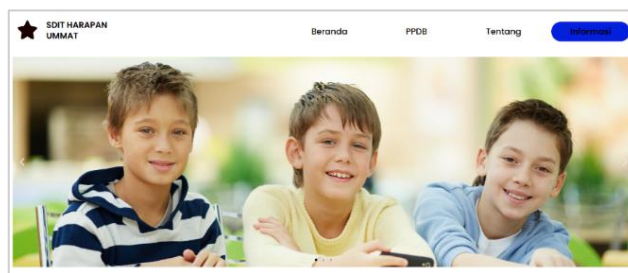 SDIT HARAPAN
UMMAT
Beranda
PPDB
Tentang
Informasi